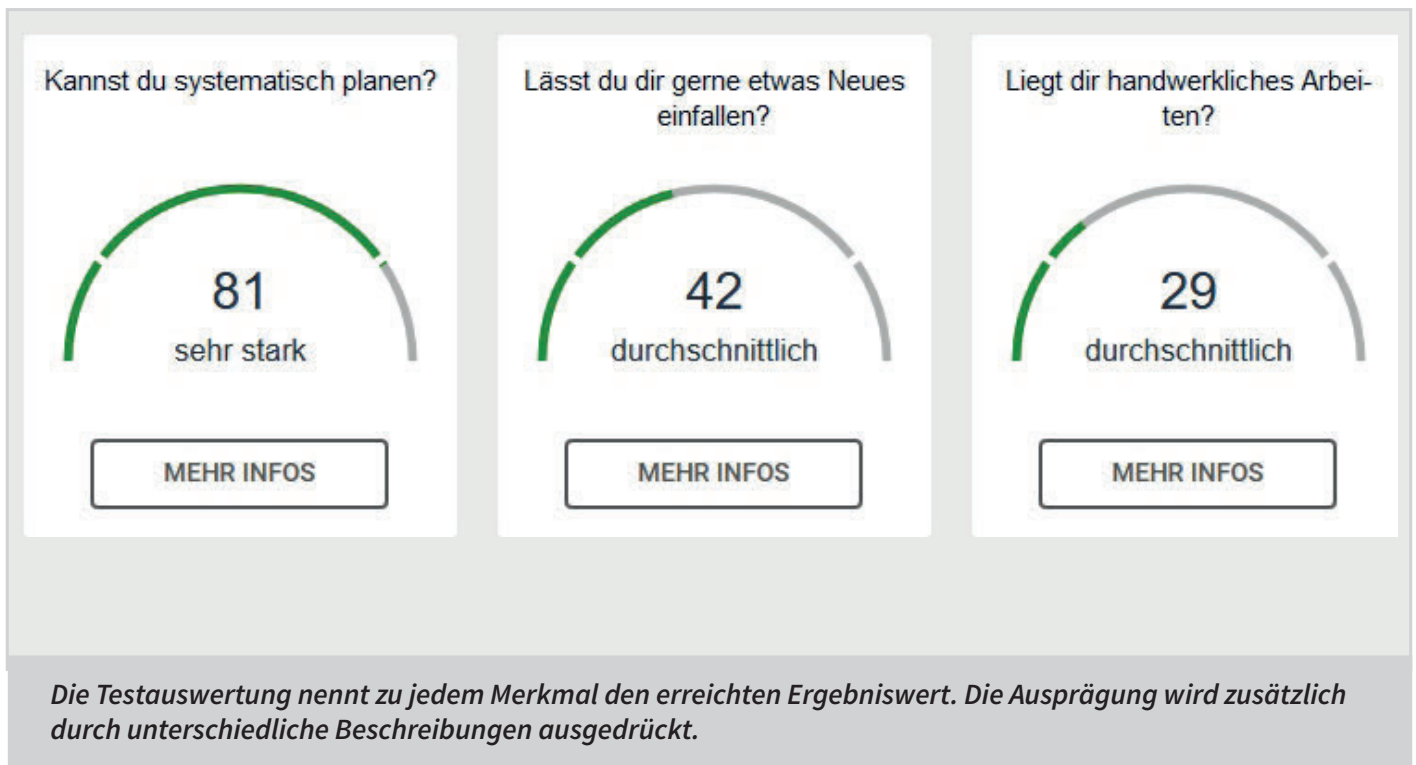 Kannst du systematisch planen?
81
sehr stark
MEHR INFOS
Lässt du dir gerne etwas Neues
einfallen?
42
durchschnittlich
MEHR INFOS
Liegt dir handwerkliches Arbei-
ten?
29
durchschnittlich
MEHR INFOS
Die Testauswertung nennt zu jedem Merkmal den erreichten Ergebniswert. Die Ausprägung wird zusätzlich
durch unterschiedliche Beschreibungen ausgedrückt.